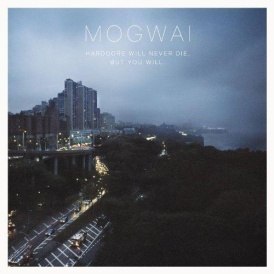 MOGWAI
HARDCORE WILL NEVER DIE,
BUT YOU WILL.